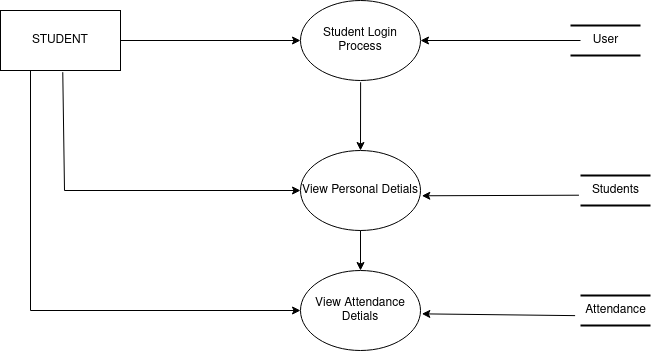 STUDENT
Student Login
Process
User
View Personal Detials
Students
View Attendance
Detials
Attendance